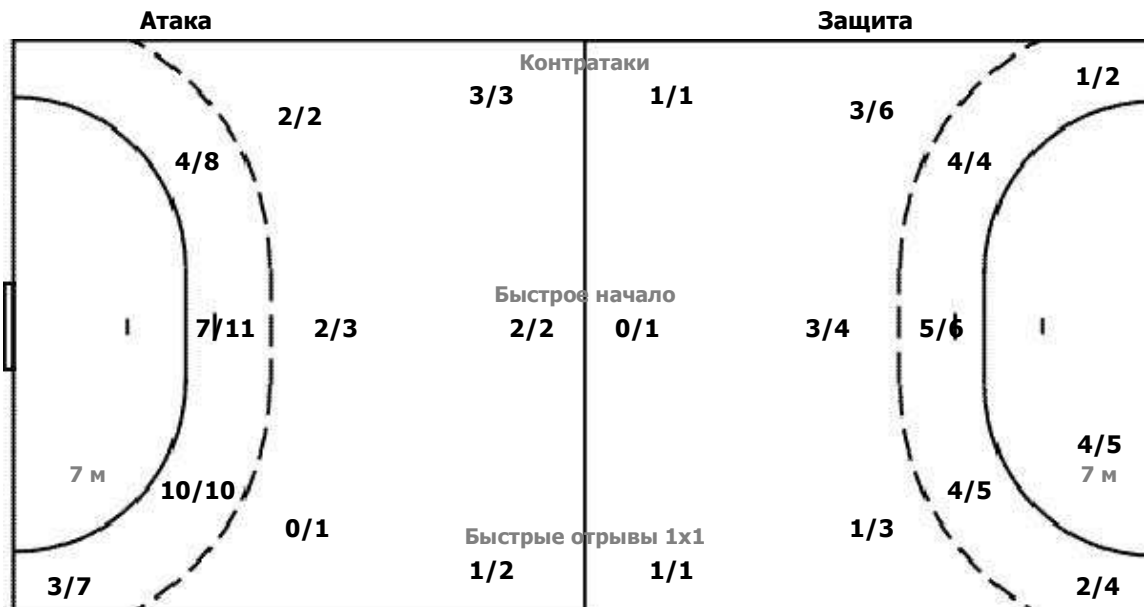 Атака Защита
Контратаки
1/2
3/3 1/1
2/2 3/6
4/8 4/4
Быстрое начало
7/11 2/3 2/2 0/1 3/4 5/6
4/5
7 м 7 м
10/10 4/5
0/1 1/3
Быстрые отрывы 1x1
1/2 1/1
3/7 2/4